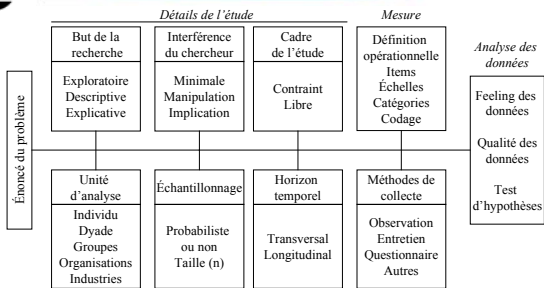 Détails de l'étude
Mesure
Analyse des
données
Énoncé du problème
But de la
recherche
Exploratoire
Descriptive
Explicative
Interférence
du chercheur
Minimale
Manipulation
Implication
Cadre
de l'étude
Contraint
Libre
Définition
opérationnelle
Items
Échelles
Catégories
Codage
Unité
d'analyse
Individu
Dyade
Groupes
Organisations
Industries
Échantillonnage
Probabiliste
ou non
Taille (n)
Horizon
temporel
Transversal
Longitudinal
Méthodes de
collecte
Observation
Entretien
Questionnaire
Autres
Feeling des
données
Qualité des
données
Test
d'hypothèses